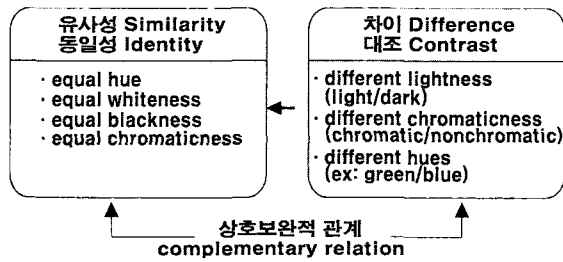 유사성 Similarity
동일성 Identity
· equal hue
· equal whiteness
· equal blackness
· equal chromaticness
차이 Difference
대조 Contrast
· different lightness
(light/dark)
· different chromaticness
(chromatic/nonchromatic)
· different hues
(ex: green/blue)
상호보완적 관계
complementary relation